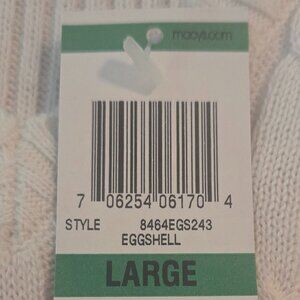 macys.com
7 06254 06170 4
STYLE 8464EGS243
EGGSHELL
LARGE